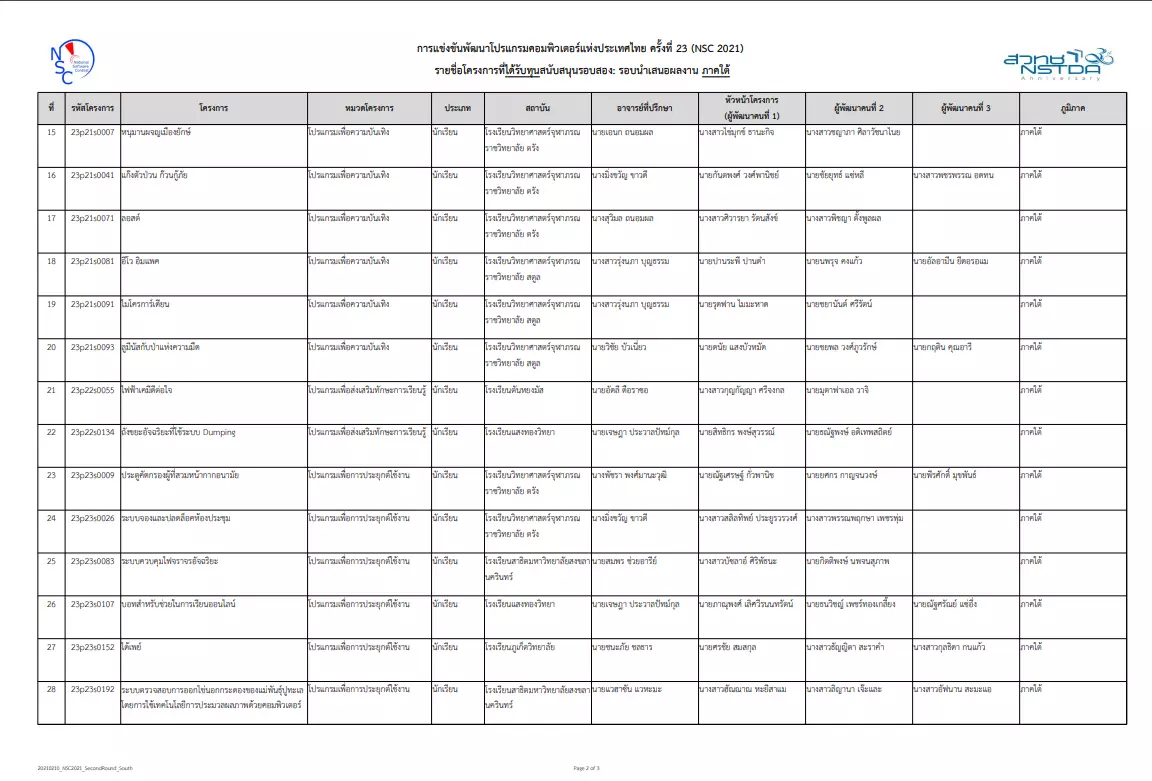 การแข่งขันพัฒนาโปรแกรมคอมพิวเตอร์แห่งประเทศไทย ครั้งที่ 23 (NSC 2021)
รายชื่อโครงการที่ได้รับทุนสนับสนุนรอบสอง: รอบนำเสนอผลงาน ภาคใต้
NSC National Software Contest
สวทช NSTDA Anniversary
ที่ รหัสโครงการ โครงการ หมวดโครงการ ประเภท สถาบัน อาจารย์ที่ปรึกษา หัวหน้าโครงการ (ผู้พัฒนาคนที่ 1) ผู้พัฒนาคนที่ 2 ผู้พัฒนาคนที่ 3 ภูมิภาค
15 23p21s0007 หนุมานผจญเมืองยักษ์ โปรแกรมเพื่อความบันเทิง นักเรียน โรงเรียนวิทยาศาสตร์จุฬาภรณ นายเอนก ถนอมผล นางสาวไข่มุกข์ ธานะกิจ นางสาวชญาภา ศิลาวัชนาไนย ภาคใต้
ราชวิทยาลัย ตรัง
16 23p21s0041 แก๊งตัวป่วน ก๊วนกู้ภัย โปรแกรมเพื่อความบันเทิง นักเรียน โรงเรียนวิทยาศาสตร์จุฬาภรณ นางมิ่งขวัญ ขาวดี นายกันตพงศ์ วงศ์พานิชย์ นายชัยยุทธ์ แซ่หลี นางสาวพชรพรรณ อดทน ภาคใต้
ราชวิทยาลัย ตรัง
17 23p21s0071 ลอสต์ โปรแกรมเพื่อความบันเทิง นักเรียน โรงเรียนวิทยาศาสตร์จุฬาภรณ นางสุวิมล ถนอมผล นางสาวศิวารยา รัตนสังข์ นางสาวพิชญา ตั้งพูลผล ภาคใต้
ราชวิทยาลัย ตรัง
18 23p21s0081 อีโว อิมแพค โปรแกรมเพื่อความบันเทิง นักเรียน โรงเรียนวิทยาศาสตร์จุฬาภรณ นางสาวรุ่งนภา บุญธรรม นายปานระพี ปานดำ นายนพรุจ คงแก้ว นายอัลอามีน ยีดอรอแม ภาคใต้
ราชวิทยาลัย สตูล
19 23p21s0091 ไมโครการ์เดียน โปรแกรมเพื่อความบันเทิง นักเรียน โรงเรียนวิทยาศาสตร์จุฬาภรณ นางสาวรุ่งนภา บุญธรรม นายรุดฟาน ไมมะหาด นายชยานันต์ ศรีรัตน์ ภาคใต้
ราชวิทยาลัย สตูล
20 23p21s0093 ลูมินัสกับป่าแห่งความมืด โปรแกรมเพื่อความบันเทิง นักเรียน โรงเรียนวิทยาศาสตร์จุฬาภรณ นายวิชัย บัวเนี่ยว นายดนัย แสงบัวหมัด นายชยพล วงศ์ภูวรักษ์ นายกฤติน คุณอารี ภาคใต้
ราชวิทยาลัย สตูล
21 23p22s0055 ไฟฟ้าเคมีดีต่อใจ โปรแกรมเพื่อส่งเสริมทักษะการเรียนรู้ นักเรียน โรงเรียนตันหยงมัส นายอัดลี ดือราซอ นางสาวกุญกัญญา ศรีจงกล นายมุดาฟาเอล วาจิ ภาคใต้
22 23p22s0134 ถังขยะอัจฉริยะที่ใช้ระบบ Dumping โปรแกรมเพื่อส่งเสริมทักษะการเรียนรู้ นักเรียน โรงเรียนแสงทองวิทยา นายเจษฎา ประวาลปัทม์กุล นายสิทธิกร พงษ์สุวรรณ์ นายธณัฐพงษ์ อดิเทพสถิตย์ ภาคใต้
23 23p23s0009 ประตูคัดกรองผู้ที่สวมหน้ากากอนามัย โปรแกรมเพื่อการประยุกต์ใช้งาน นักเรียน โรงเรียนวิทยาศาสตร์จุฬาภรณ นางพัชรา พงศ์มานะวุฒิ นายณัฐเศรษฐ์ กั่วพานิช นายยศกร กาญจนวงษ์ นายพีรศักดิ์ มุขพันธ์ ภาคใต้
ราชวิทยาลัย ตรัง
24 23p23s0026 ระบบจองและปลดล็อคห้องประชุม โปรแกรมเพื่อการประยุกต์ใช้งาน นักเรียน โรงเรียนวิทยาศาสตร์จุฬาภรณ นางมิ่งขวัญ ขาวดี นางสาวสลิลทิพย์ ประยูรวรวงศ์ นางสาวพรรณพฤกษา เพชรทุ่ม ภาคใต้
ราชวิทยาลัย ตรัง
25 23p23s0083 ระบบควบคุมไฟจราจรอัจฉริยะ โปรแกรมเพื่อการประยุกต์ใช้งาน นักเรียน โรงเรียนสาธิตมหาวิทยาลัยสงขลา นายสมพร ช่วยอารีย์ นางสาวบัซลาอ์ ศิริพัธนะ นายกิตติพงษ์ นพจนสุภาพ ภาคใต้
นครินทร์
26 23p23s0107 บอทสำหรับช่วยในการเรียนออนไลน์ โปรแกรมเพื่อการประยุกต์ใช้งาน นักเรียน โรงเรียนแสงทองวิทยา นายเจษฎา ประวาลปัทม์กุล นายภาณุพงศ์ เลิศวีรนนทรัตน์ นายธนวิชญ์ เพชร์ทองเกลี้ยง นายณัฐศรัณย์ แซ่อึ่ง ภาคใต้
27 23p23s0152 ได้เพย์ โปรแกรมเพื่อการประยุกต์ใช้งาน นักเรียน โรงเรียนภูเก็ตวิทยาลัย นายชนะภัย ชลธาร นายศรชัย สมสกุล นางสาวธัญญิตา สะราคำ นางสาวกุลธิดา กนแก้ว ภาคใต้
28 23p23s0192 ระบบตรวจสอบการออกไข่นอกกระดองของแม่พันธุ์ปูทะเล โปรแกรมเพื่อการประยุกต์ใช้งาน นักเรียน โรงเรียนสาธิตมหาวิทยาลัยสงขลา นายแวฮาซัน แวหะมะ นางสาวฮัณณาณ หะยีสาแม นางสาวลิญานา เจ๊ะและ นางสาวอัฟนาน สะมะแอ ภาคใต้
โดยการใช้เทคโนโลยีการประมวลผลภาพด้วยคอมพิวเตอร์ นครินทร์
20210210_NSC2021_SecondRound_South Page 2 of 3